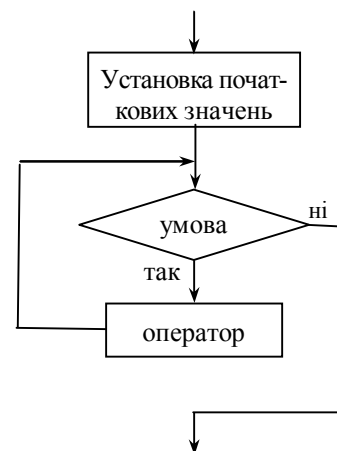 Установка почат-
кових значень
умова
ні
так
оператор